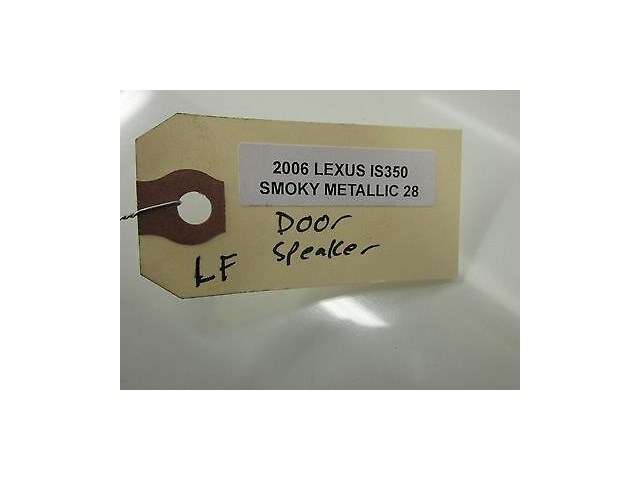 2006 LEXUS IS350
SMOKY METALLIC 28
Door
Speaker
LF